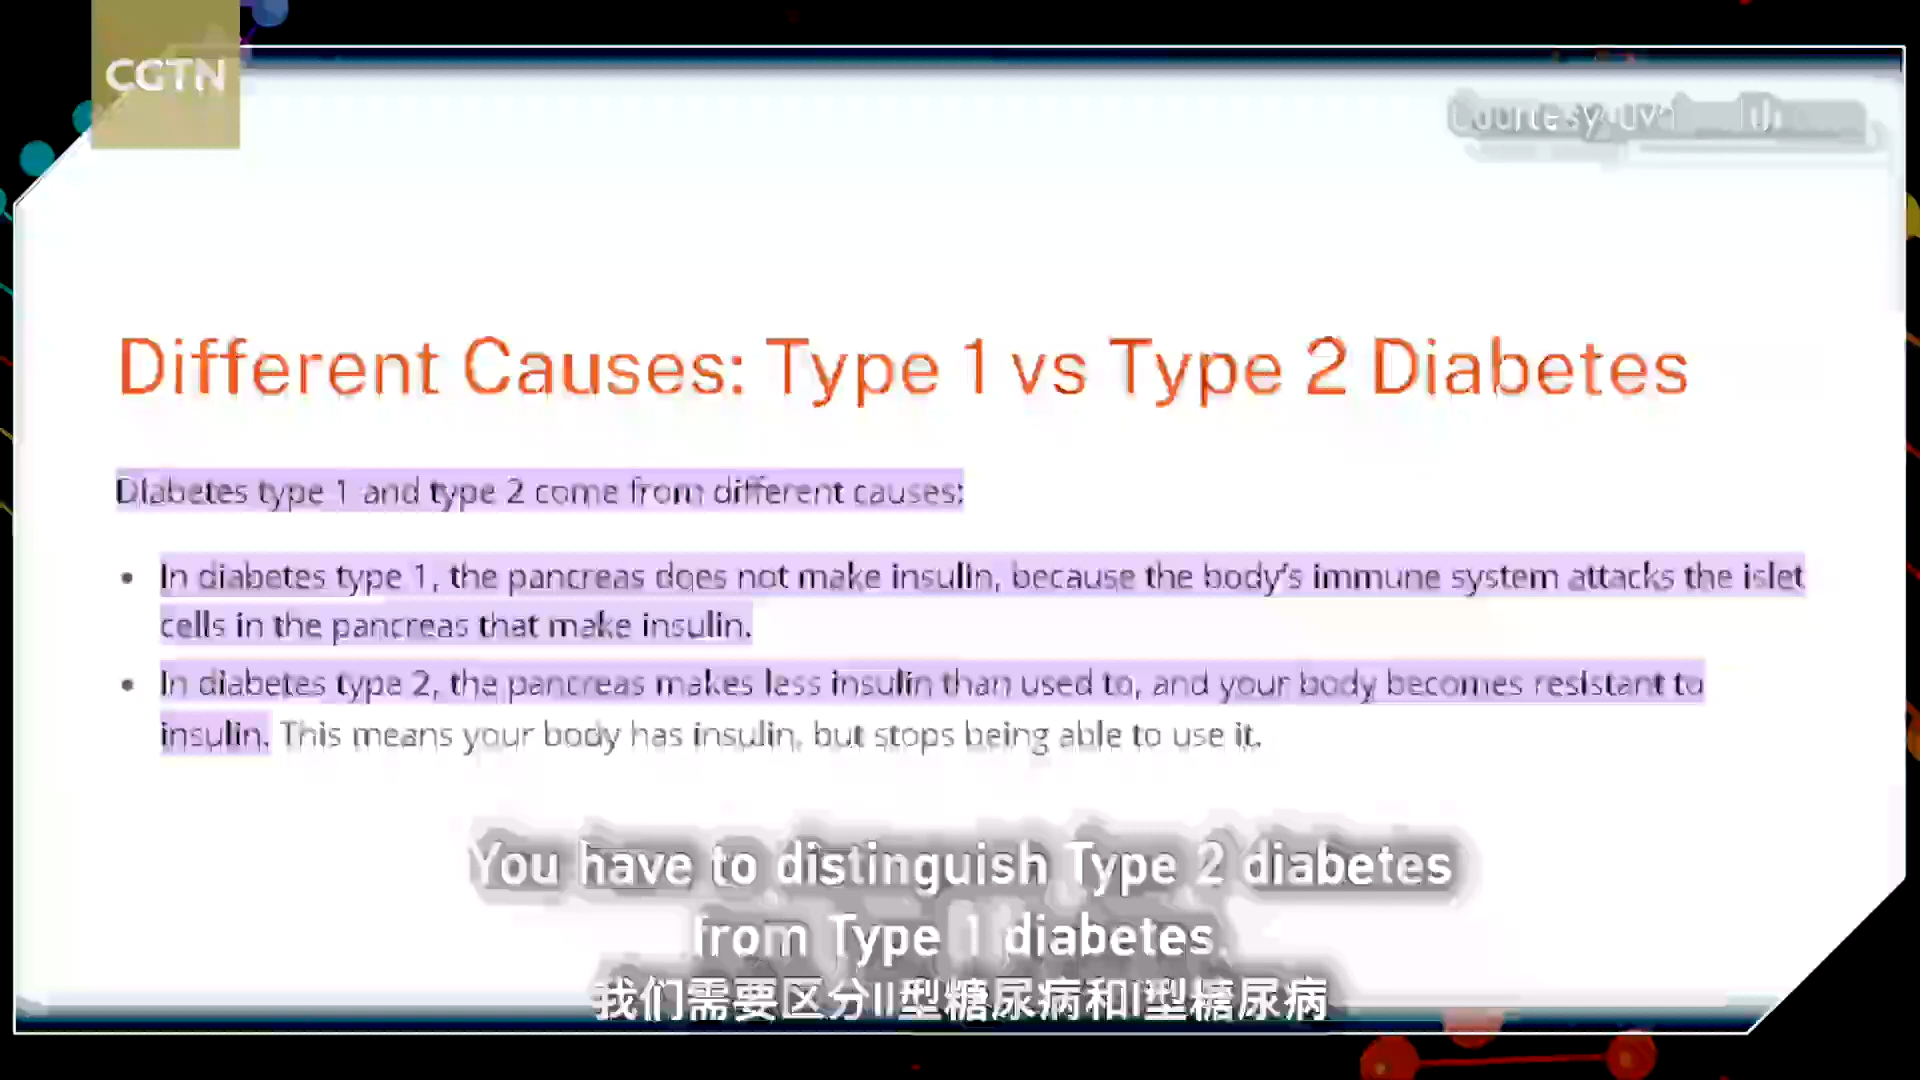 CGTN
Courtesy
Different Causes: Type 1 vs Type 2 Diabetes
Diabetes type 1 and type 2 come from different causes:
• In diabetes type 1, the pancreas does not make insulin, because the body's immune system attacks the islet
cells in the pancreas that make insulin.
• In diabetes type 2, the pancreas makes less insulin than used to, and your body becomes resistant to
insulin. This means your body has insulin, but stops being able to use it.
You have to distinguish Type 2 diabetes
from Type 1 diabetes.
我们需要区分II型糖尿病和I型糖尿病